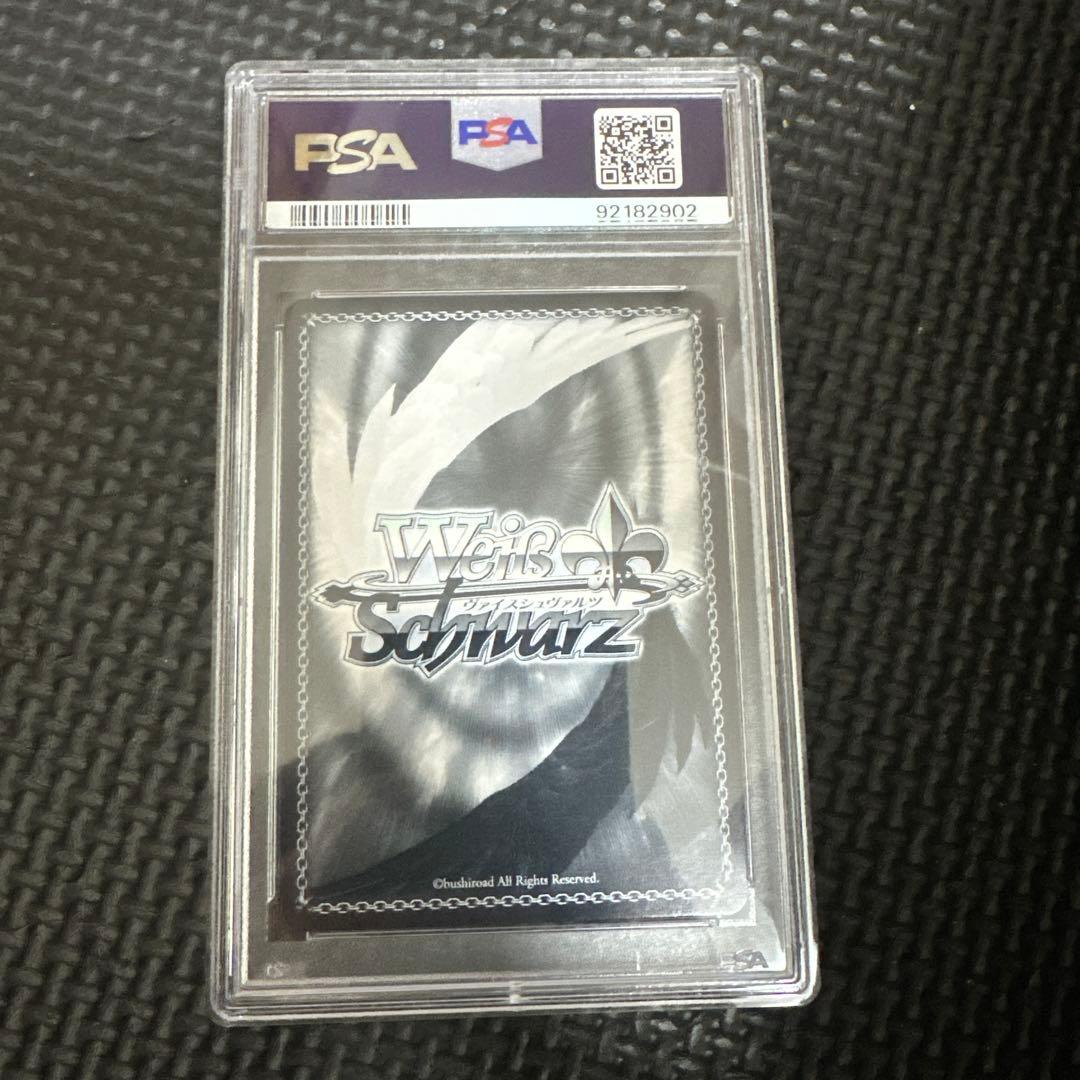 PSA
PSA
92182902
Weiß
ヴァイスシュヴァルツ
Schwarz
©bushiroad All Rights Reserved.
PSA